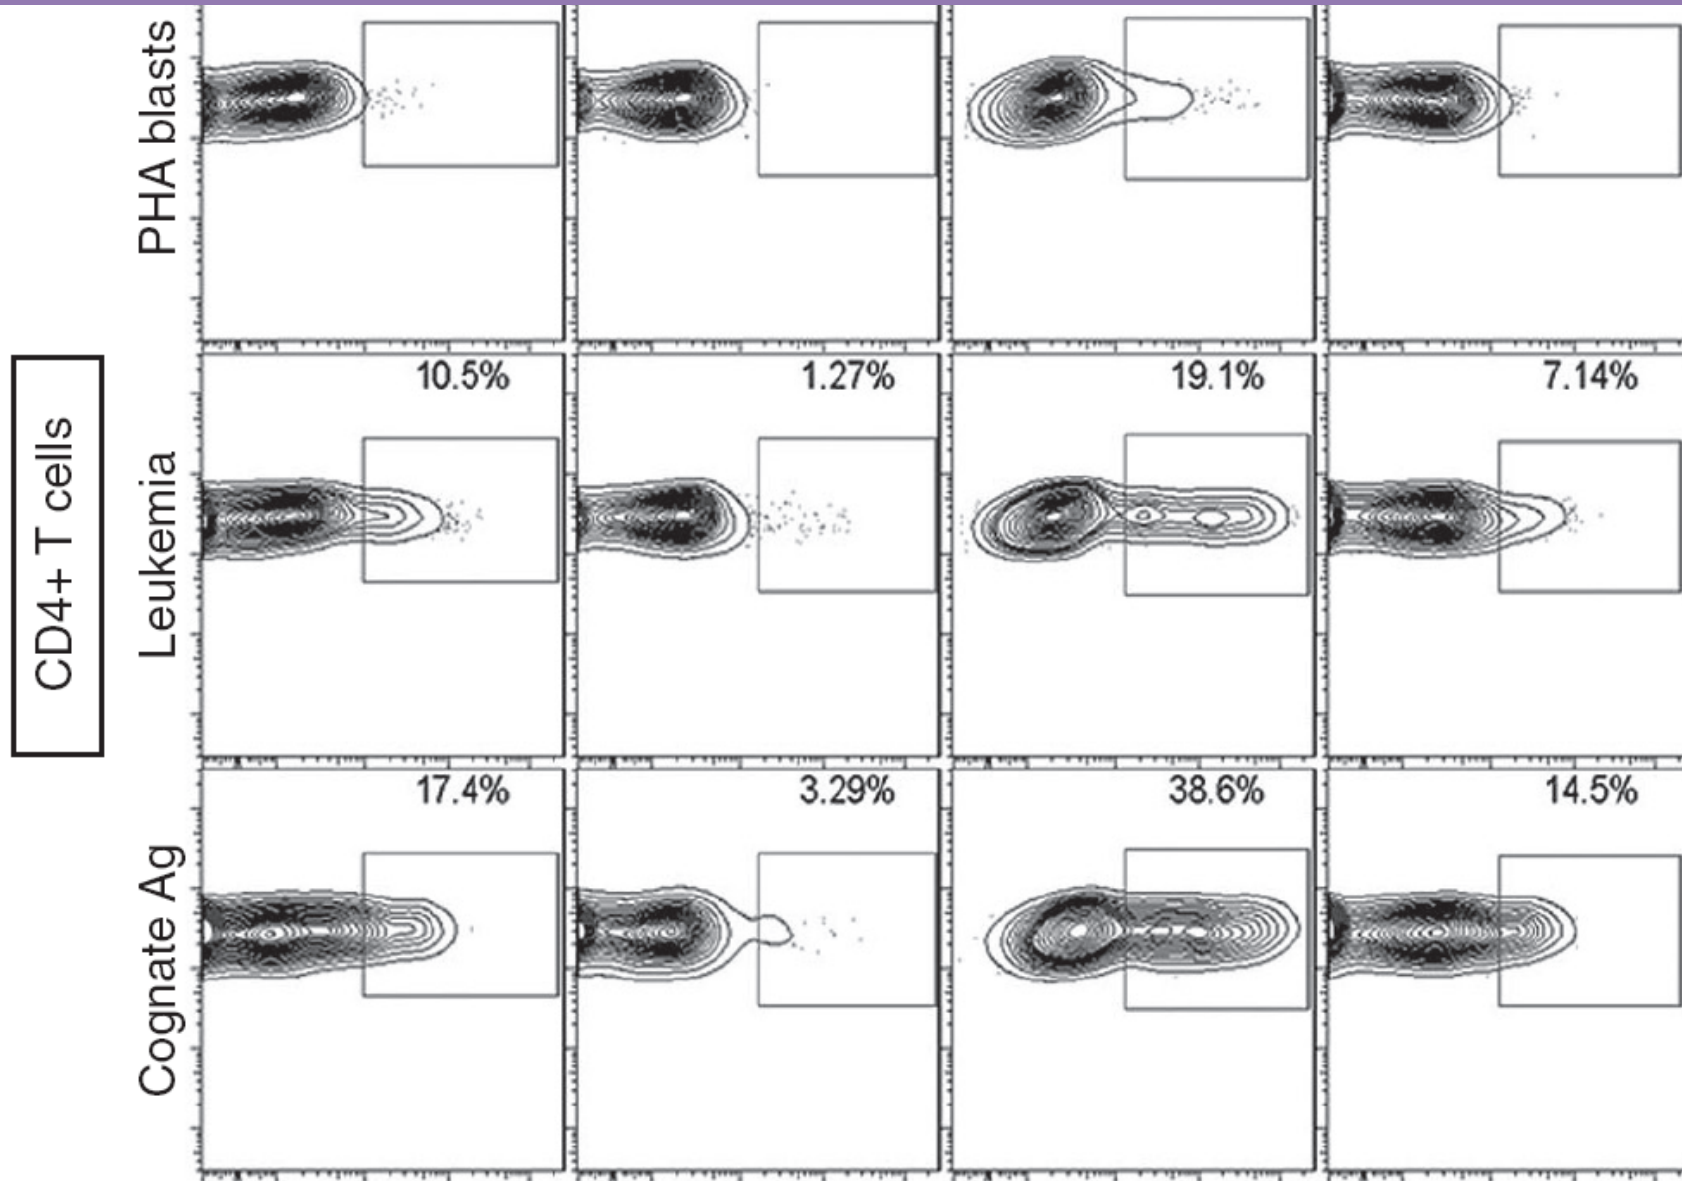 CD4+ T cells
PHA blasts
Leukemia
10.5%
1.27%
19.1%
7.14%
Cognate Ag
17.4%
3.29%
38.6%
14.5%